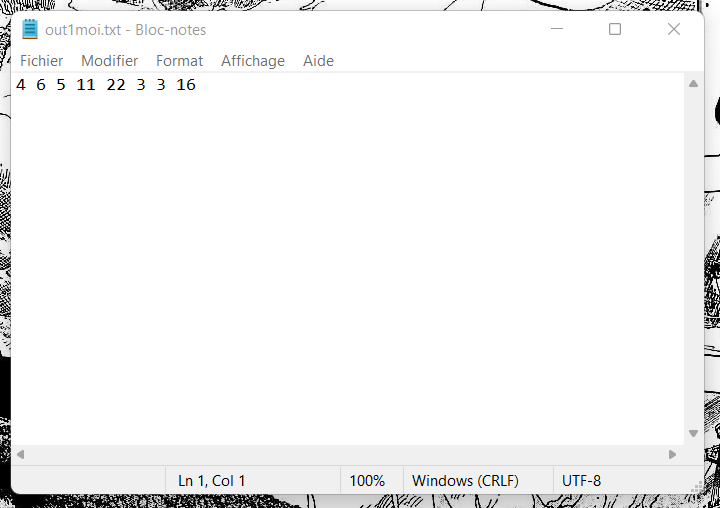 out1moi.txt - Bloc-notes
Fichier Modifier Format Affichage Aide
4 6 5 11 22 3 3 16
Ln 1, Col 1 100% Windows (CRLF) UTF-8